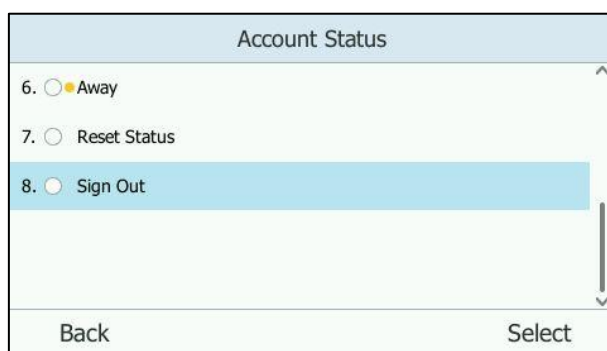 Account Status
6. Away
7. Reset Status
8. Sign Out
Back Select